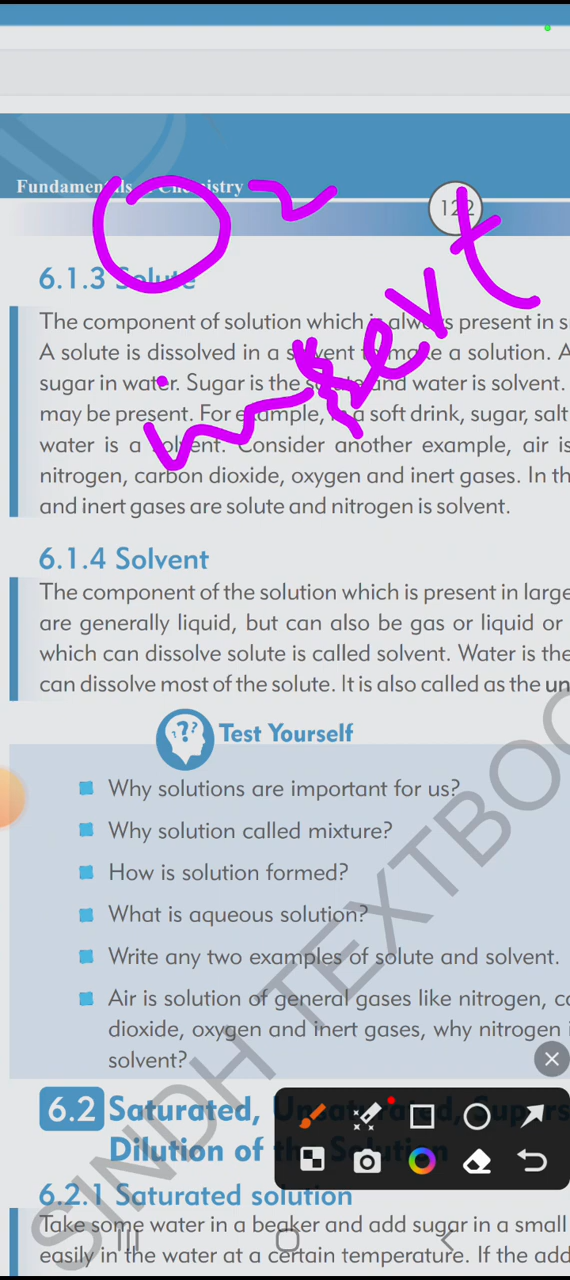 Fundamentals of Chemistry
122
6.1.3 Solute
The component of solution which is always present in s
A solute is dissolved in a solvent to make a solution. A
sugar in water. Sugar is the solute and water is solvent.
may be present. For example, in a soft drink, sugar, salt
water is a solvent. Consider another example, air is
nitrogen, carbon dioxide, oxygen and inert gases. In th
and inert gases are solute and nitrogen is solvent.
6.1.4 Solvent
The component of the solution which is present in large
are generally liquid, but can also be gas or liquid or
which can dissolve solute is called solvent. Water is the
can dissolve most of the solute. It is also called as the un
Test Yourself
Why solutions are important for us?
Why solution called mixture?
How is solution formed?
What is aqueous solution?
Write any two examples of solute and solvent.
Air is solution of general gases like nitrogen, c
dioxide, oxygen and inert gases, why nitrogen i
solvent?
6.2 Saturated, Unsaturated, Supers
Dilution of the Solution
6.2.1 Saturated solution
Take some water in a beaker and add sugar in a small
easily in the water at a certain temperature. If the add
SINDH TEXTBOO